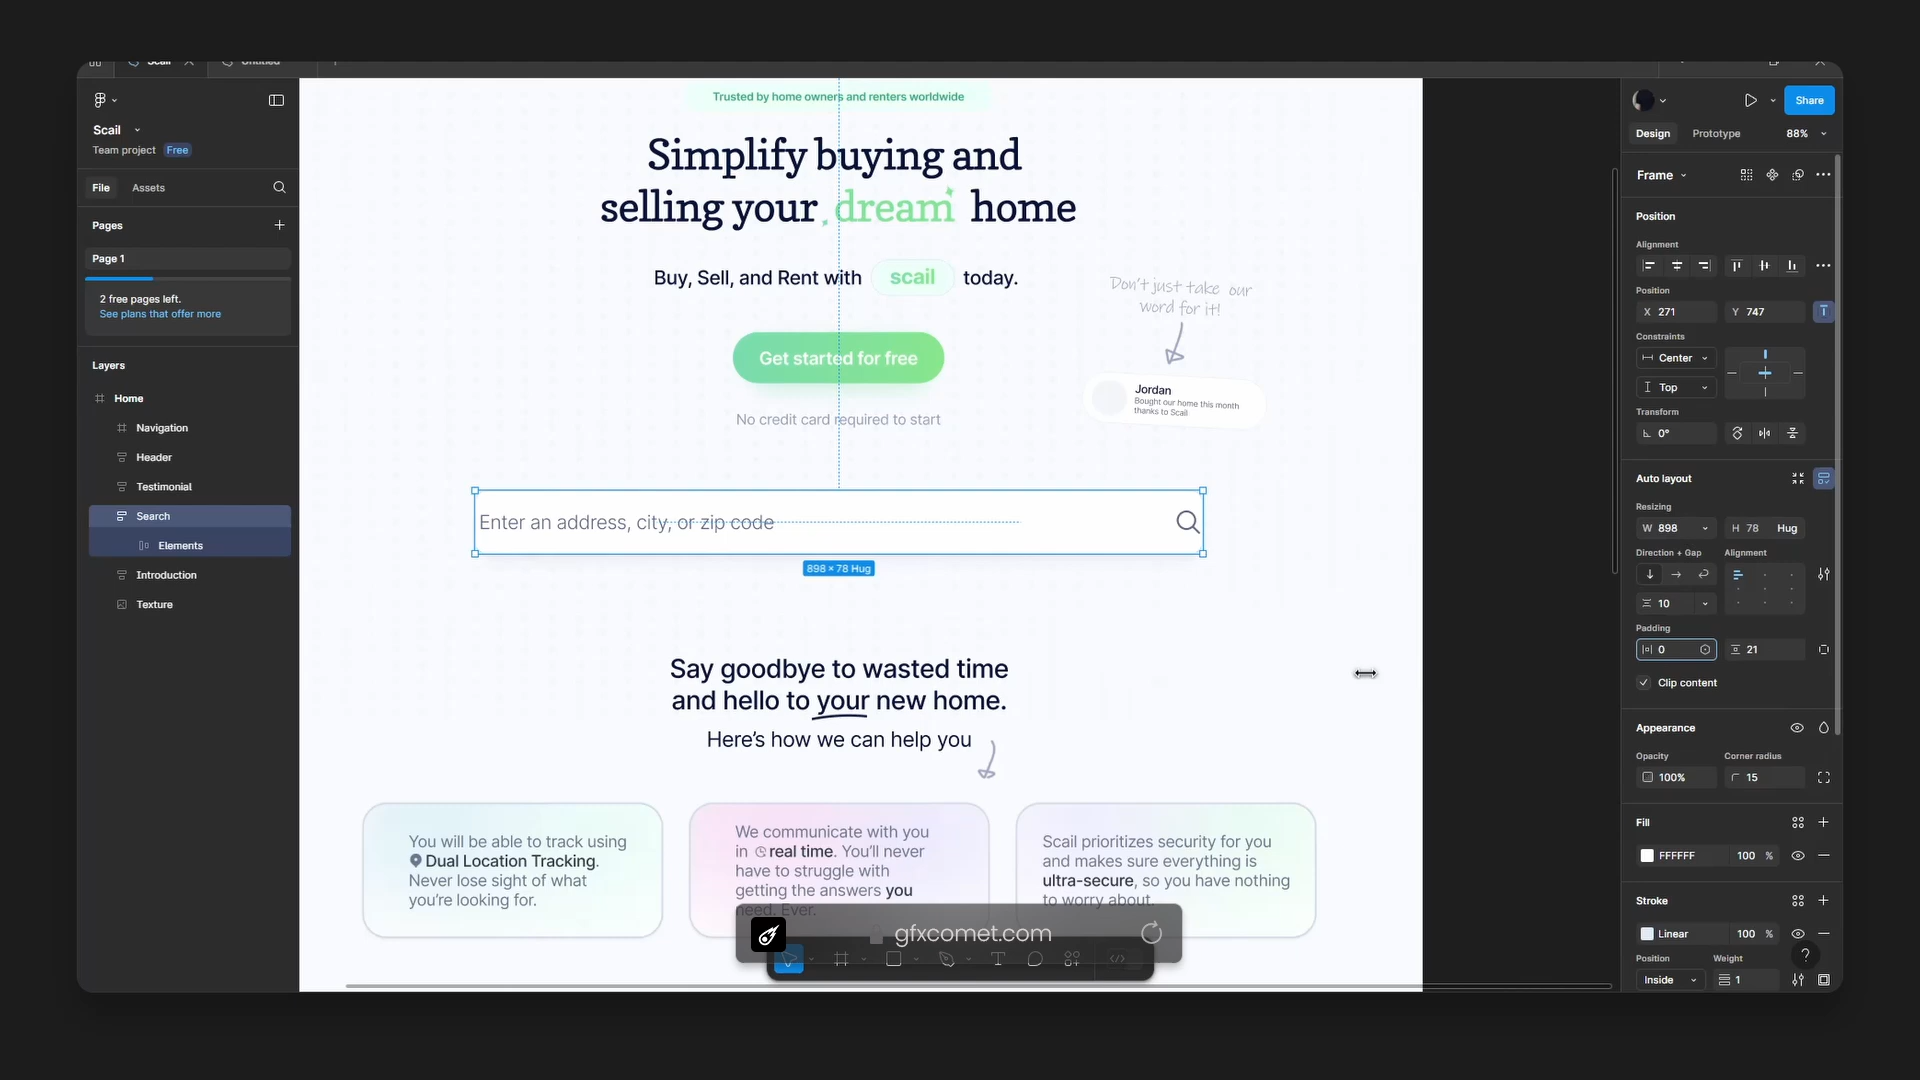 Scail
Untitled
Scail
Team project Free
File Assets
Pages
Page 1
2 free pages left.
See plans that offer more
Layers
Home
Navigation
Header
Testimonial
Search
Elements
Introduction
Texture
Trusted by home owners and renters worldwide
Simplify buying and
selling your dream home
Buy, Sell, and Rent with scail today.
Get started for free
No credit card required to start
Don't just take our
word for it!
Jordan
Bought our home this month
thanks to Scail
Enter an address, city, or zip code
898 × 78 Hug
Say goodbye to wasted time
and hello to your new home.
Here's how we can help you
You will be able to track using
Dual Location Tracking.
Never lose sight of what
you're looking for.
We communicate with you
in real time. You'll never
have to struggle with
getting the answers you
need. Ever.
Scail prioritizes security for you
and makes sure everything is
ultra-secure, so you have nothing
to worry about.
gfxcomet.com
Share
Design Prototype 88%
Frame
Position
Alignment
Position
X 271 Y 747
Constraints
Center
Top
Transform
0°
Auto layout
Resizing
W 898 H 78 Hug
Direction + Gap Alignment
10
Padding
0 21
Clip content
Appearance
Opacity Corner radius
100% 15
Fill
FFFFFF 100 %
Stroke
Linear 100 %
Position Weight
Inside 1
?